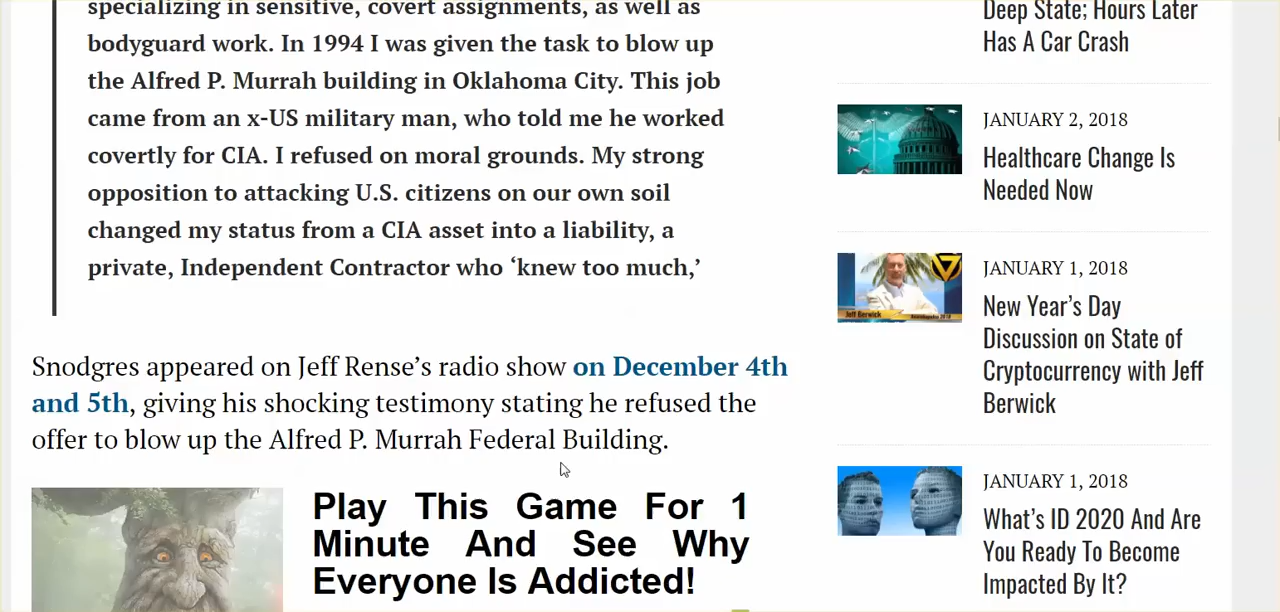 specializing in sensitive, covert assignments, as well as
bodyguard work. In 1994 I was given the task to blow up
the Alfred P. Murrah building in Oklahoma City. This job
came from an x-US military man, who told me he worked
covertly for CIA. I refused on moral grounds. My strong
opposition to attacking U.S. citizens on our own soil
changed my status from a CIA asset into a liability, a
private, Independent Contractor who ‘knew too much,’
Snodgres appeared on Jeff Rense’s radio show on December 4th
and 5th, giving his shocking testimony stating he refused the
offer to blow up the Alfred P. Murrah Federal Building.
Play This Game For 1
Minute And See Why
Everyone Is Addicted!
Deep State; Hours Later
Has A Car Crash
JANUARY 2, 2018
Healthcare Change Is
Needed Now
JANUARY 1, 2018
New Year’s Day
Discussion on State of
Cryptocurrency with Jeff
Berwick
Jeff Berwick
JANUARY 1, 2018
What’s ID 2020 And Are
You Ready To Become
Impacted By It?